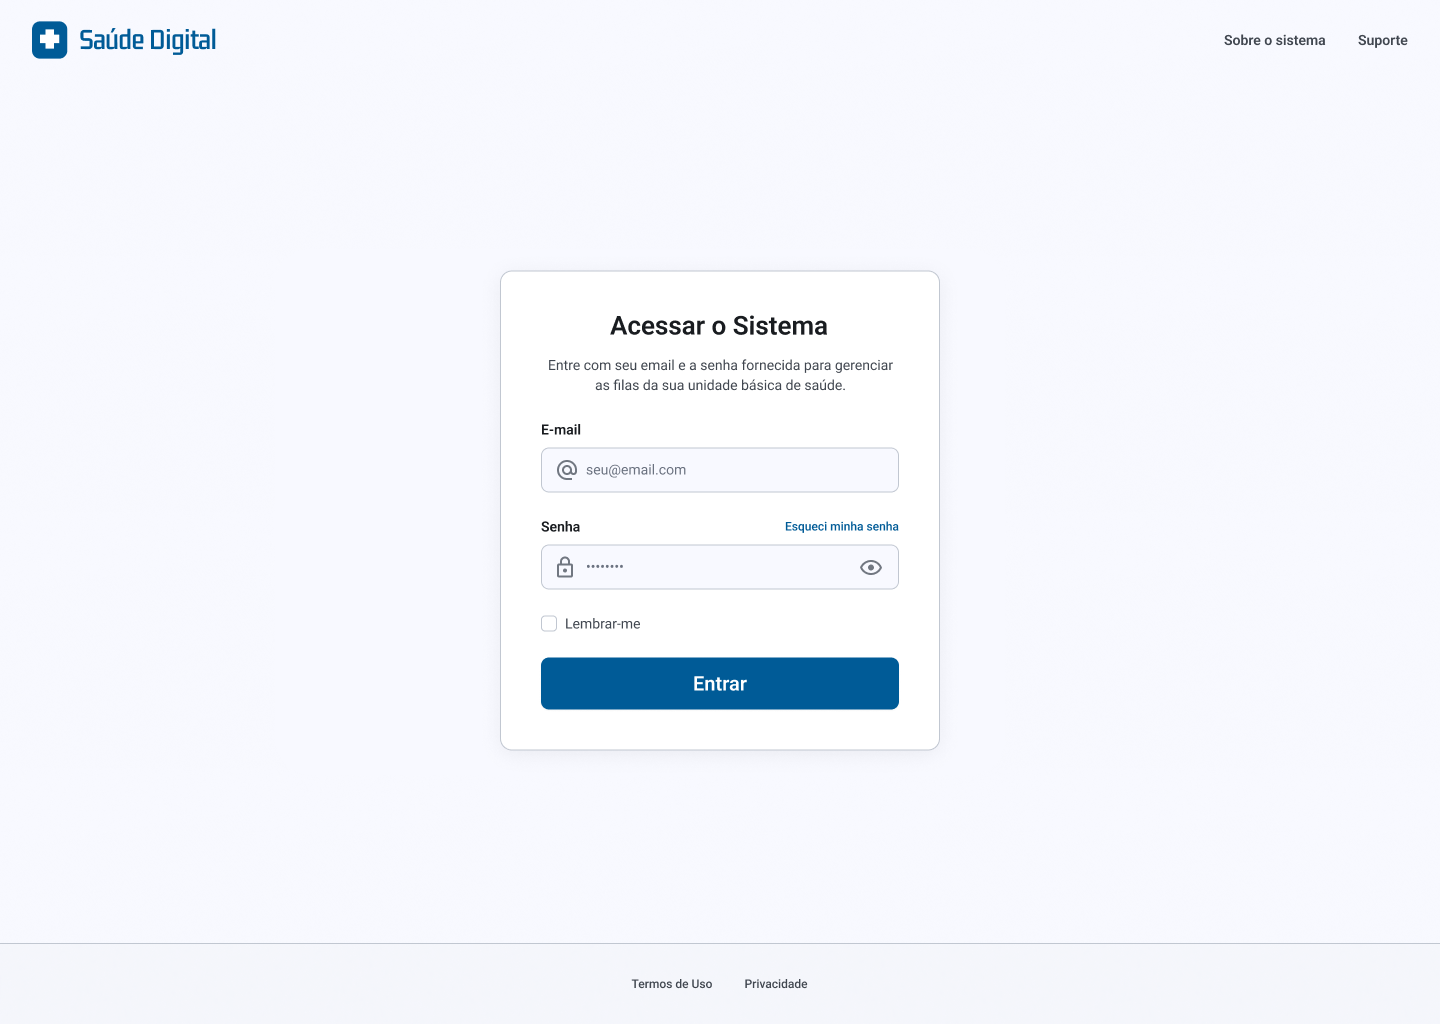 Saúde Digital
Sobre o sistema
Suporte
Acessar o Sistema
Entre com seu email e a senha fornecida para gerenciar
as filas da sua unidade básica de saúde.
E-mail
seu@email.com
Senha
Esqueci minha senha
••••••••
Lembrar-me
Entrar
Termos de Uso
Privacidade